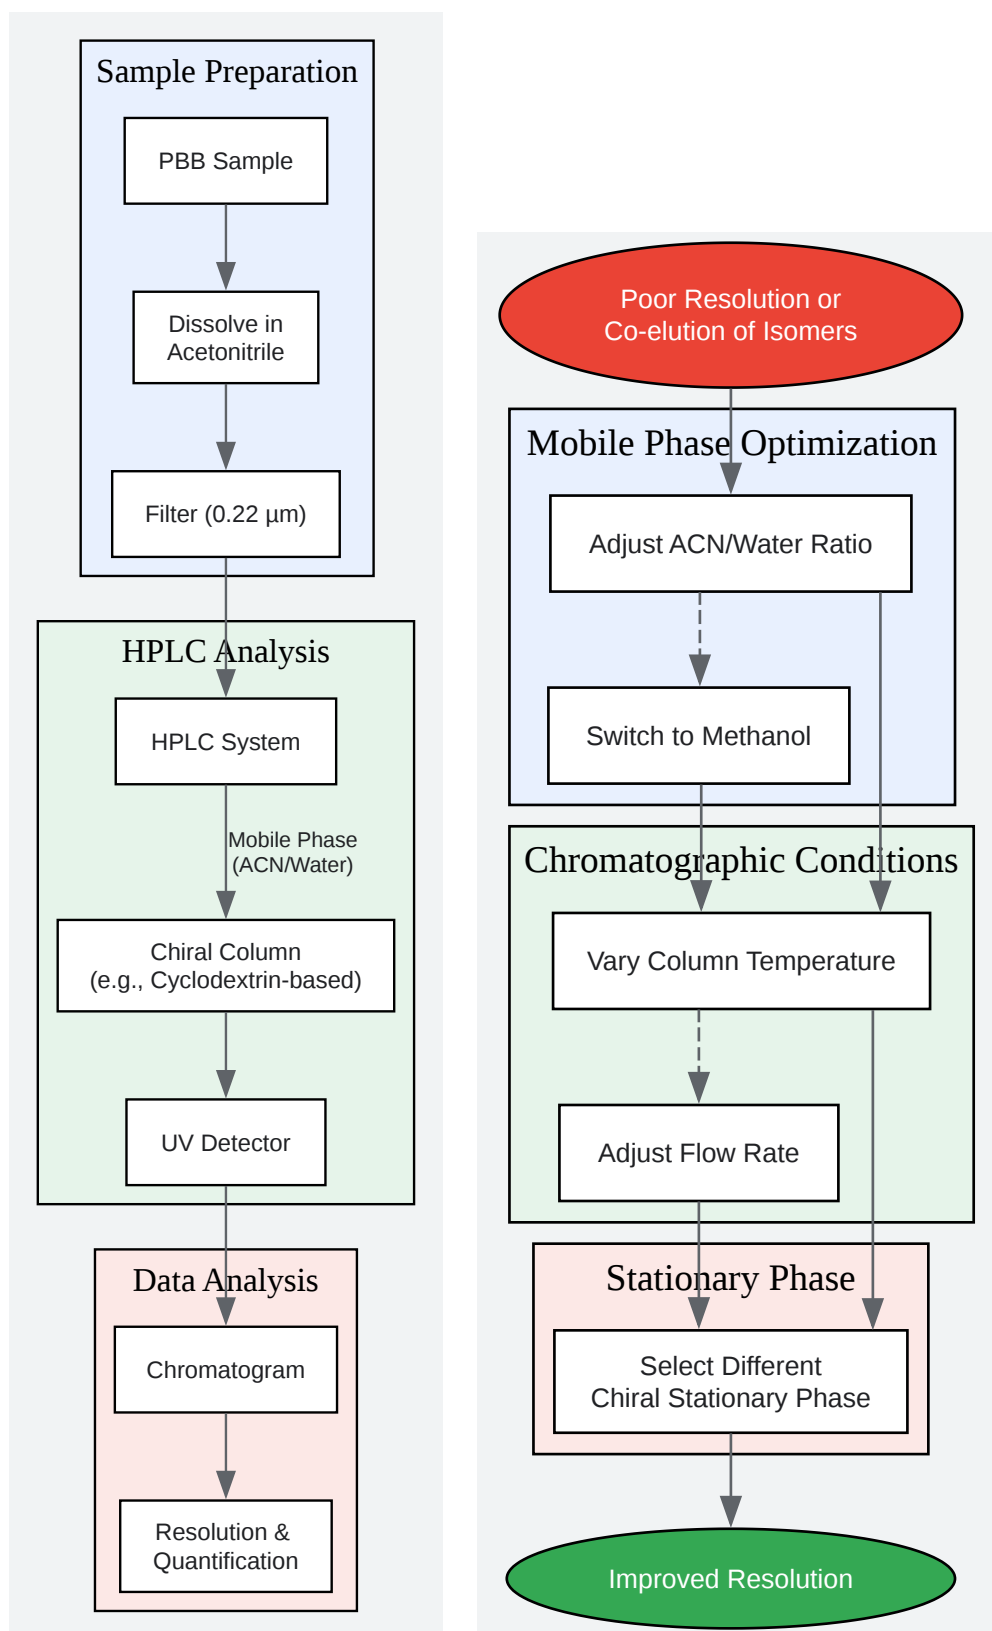 Sample Preparation
PBB Sample
Dissolve in
Acetonitrile
Filter (0.22 µm)
HPLC Analysis
HPLC System
Mobile Phase
(ACN/Water)
Chiral Column
(e.g., Cyclodextrin-based)
UV Detector
Data Analysis
Chromatogram
Resolution &
Quantification
Poor Resolution or
Co-elution of Isomers
Mobile Phase Optimization
Adjust ACN/Water Ratio
Switch to Methanol
Chromatographic Conditions
Vary Column Temperature
Adjust Flow Rate
Stationary Phase
Select Different
Chiral Stationary Phase
Improved Resolution